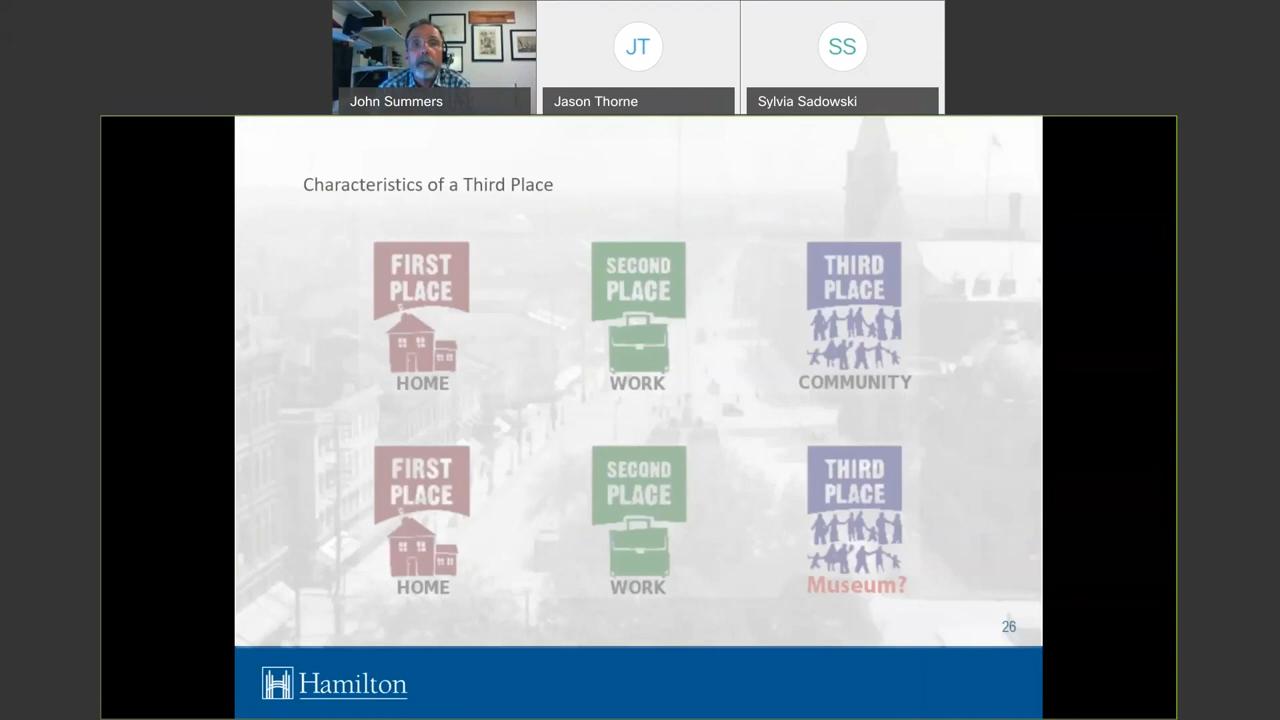 JT
SS
John Summers
Jason Thorne
Sylvia Sadowski
Characteristics of a Third Place
FIRST PLACE
SECOND PLACE
THIRD PLACE
HOME
WORK
COMMUNITY
FIRST PLACE
SECOND PLACE
THIRD PLACE
HOME
WORK
Museum?
26
Hamilton